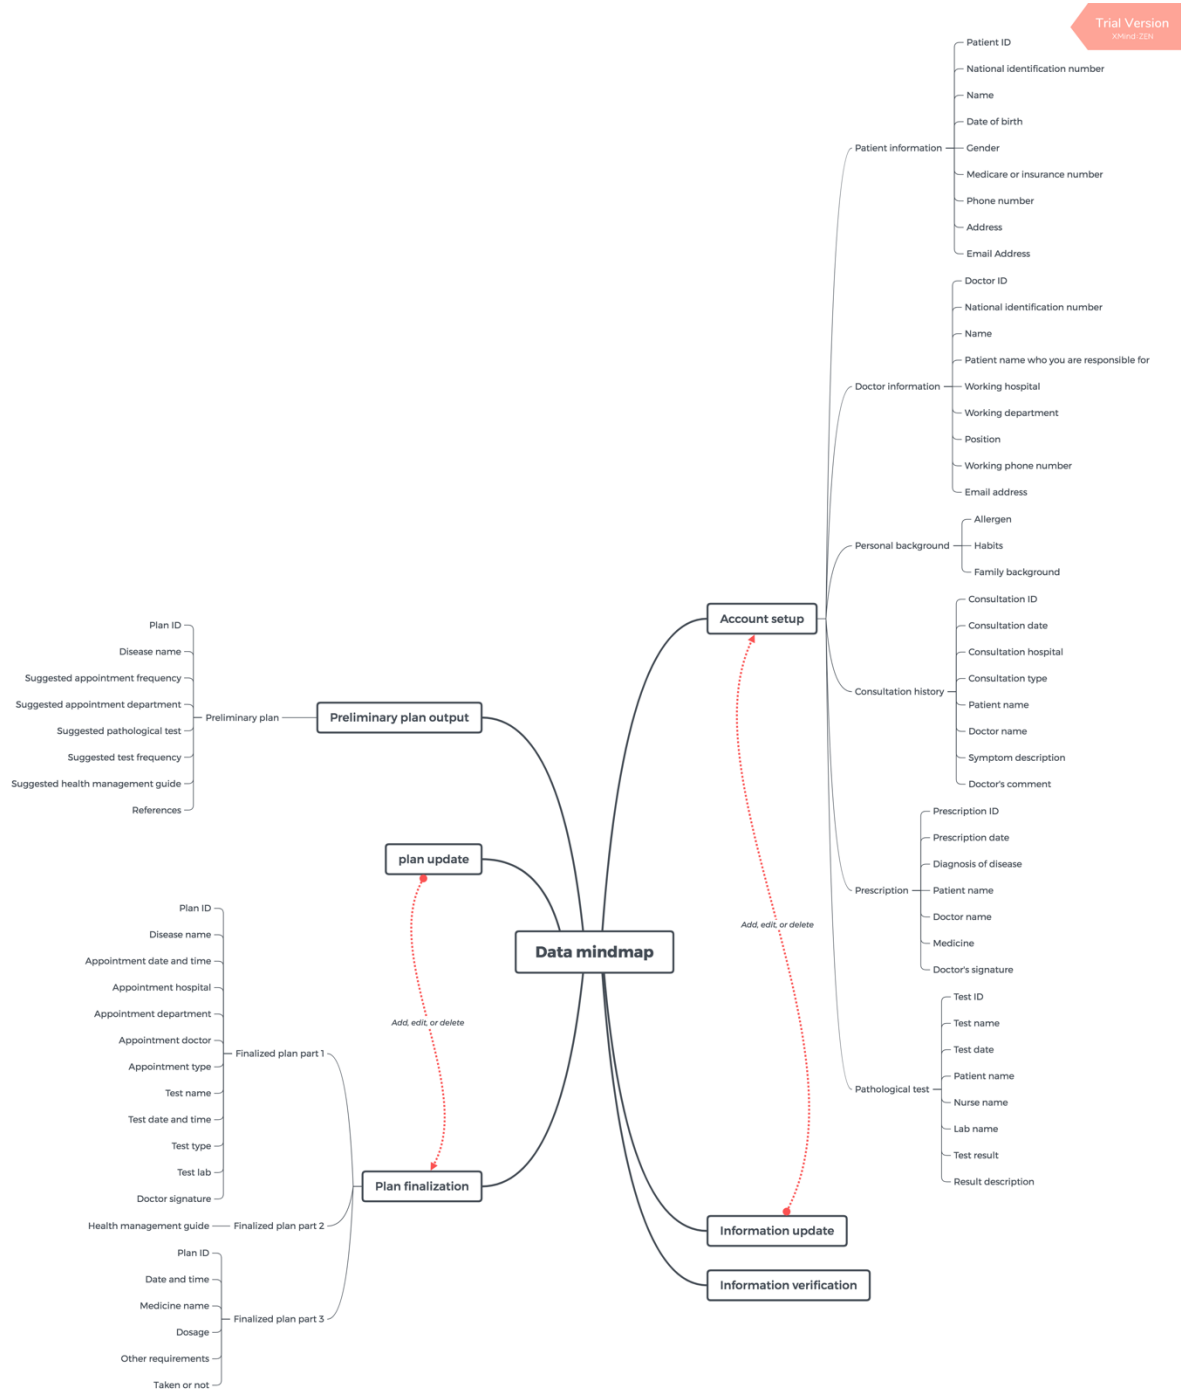 Trial Version
XMind ZEN
Data mindmap
Account setup
Patient information
Patient ID
National identification number
Name
Date of birth
Gender
Medicare or insurance number
Phone number
Address
Email Address
Doctor information
Doctor ID
National identification number
Name
Patient name who you are responsible for
Working hospital
Working department
Position
Working phone number
Email address
Personal background
Allergen
Habits
Family background
Consultation history
Consultation ID
Consultation date
Consultation hospital
Consultation type
Patient name
Doctor name
Symptom description
Doctor's comment
Prescription
Prescription ID
Prescription date
Diagnosis of disease
Patient name
Doctor name
Medicine
Doctor's signature
Pathological test
Test ID
Test name
Test date
Patient name
Nurse name
Lab name
Test result
Result description
Add, edit, or delete
Information update
Information verification
Preliminary plan output
Preliminary plan
Plan ID
Disease name
Suggested appointment frequency
Suggested appointment department
Suggested pathological test
Suggested test frequency
Suggested health management guide
References
plan update
Add, edit, or delete
Plan finalization
Finalized plan part 1
Plan ID
Disease name
Appointment date and time
Appointment hospital
Appointment department
Appointment doctor
Appointment type
Test name
Test date and time
Test type
Test lab
Doctor signature
Finalized plan part 2
Health management guide
Finalized plan part 3
Plan ID
Date and time
Medicine name
Dosage
Other requirements
Taken or not